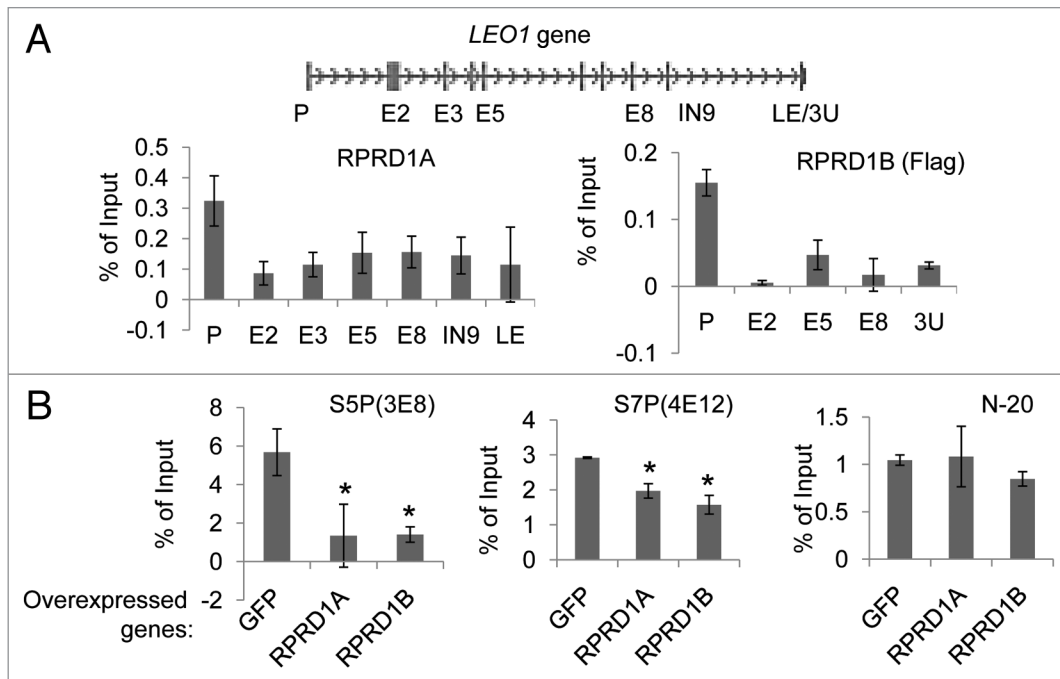 A
LEO1 gene
P E2 E3 E5 E8 IN9 LE/3U
RPRD1A
% of Input
0.5
0.4
0.3
0.2
0.1
0
-0.1
P E2 E3 E5 E8 IN9 LE
RPRD1B (Flag)
% of Input
0.2
0.1
0
-0.1
P E2 E5 E8 3U
B
S5P(3E8)
% of Input
8
6
4
2
0
-2
* *
GFP RPRD1A RPRD1B
S7P(4E12)
% of Input
4
3
2
1
0
* *
GFP RPRD1A RPRD1B
N-20
% of Input
1.5
1
0.5
0
GFP RPRD1A RPRD1B
Overexpressed
genes: